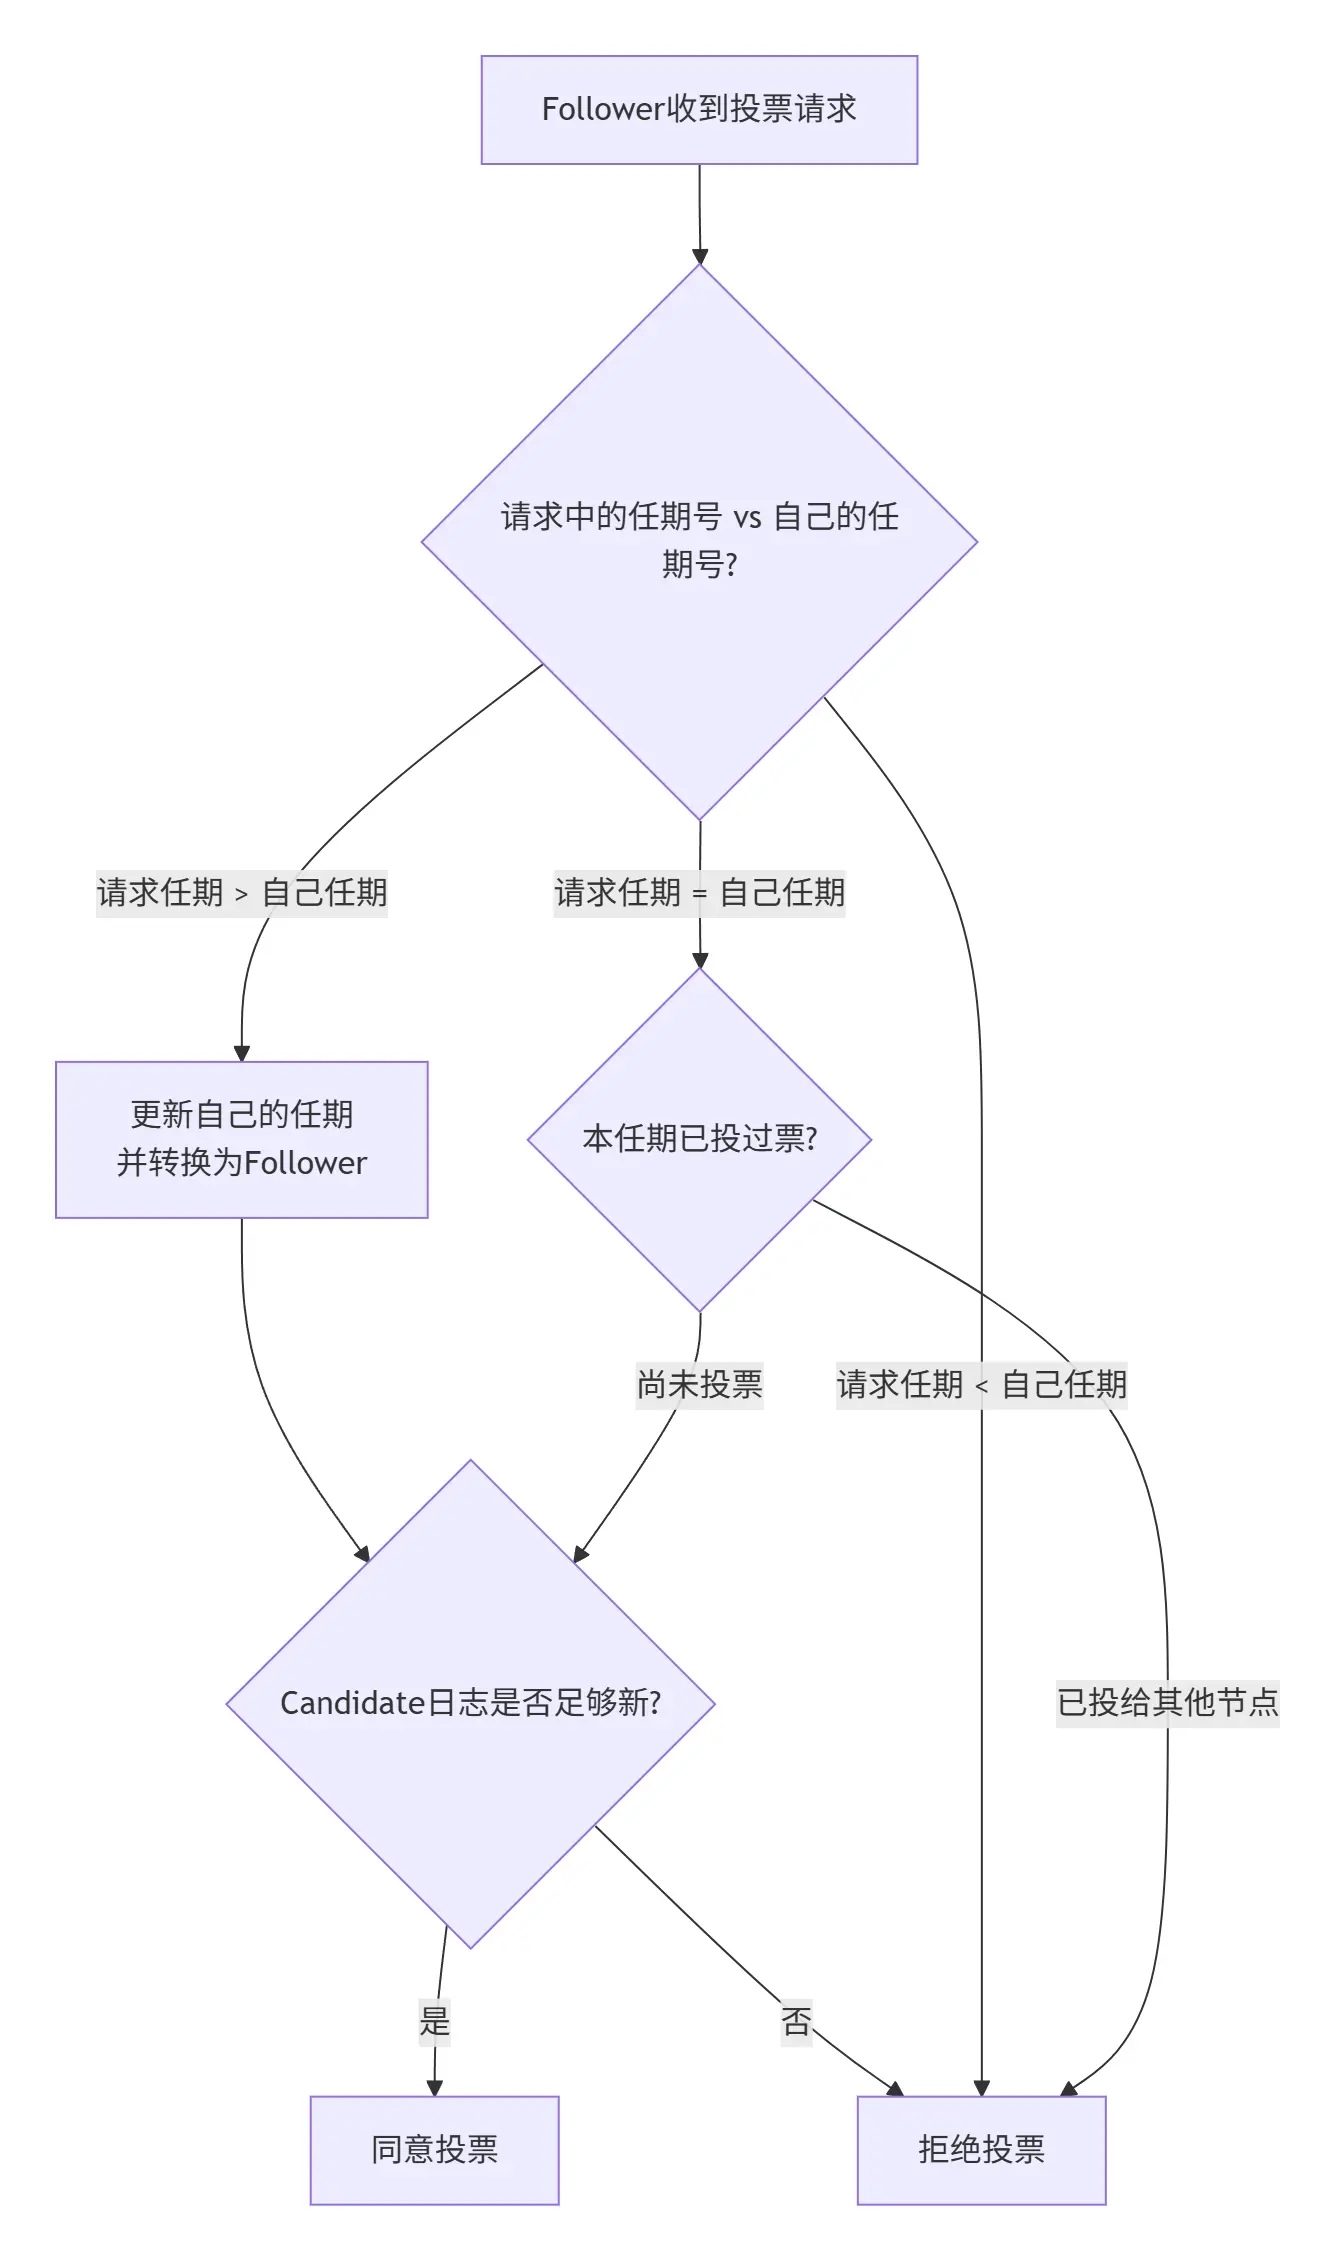 Follower收到投票请求
请求中的任期号 vs 自己的任
期号?
请求任期 > 自己任期
请求任期 = 自己任期
更新自己的任期
并转换为Follower
本任期已投过票?
尚未投票
请求任期 < 自己任期
Candidate日志是否足够新?
已投给其他节点
是
否
同意投票
拒绝投票